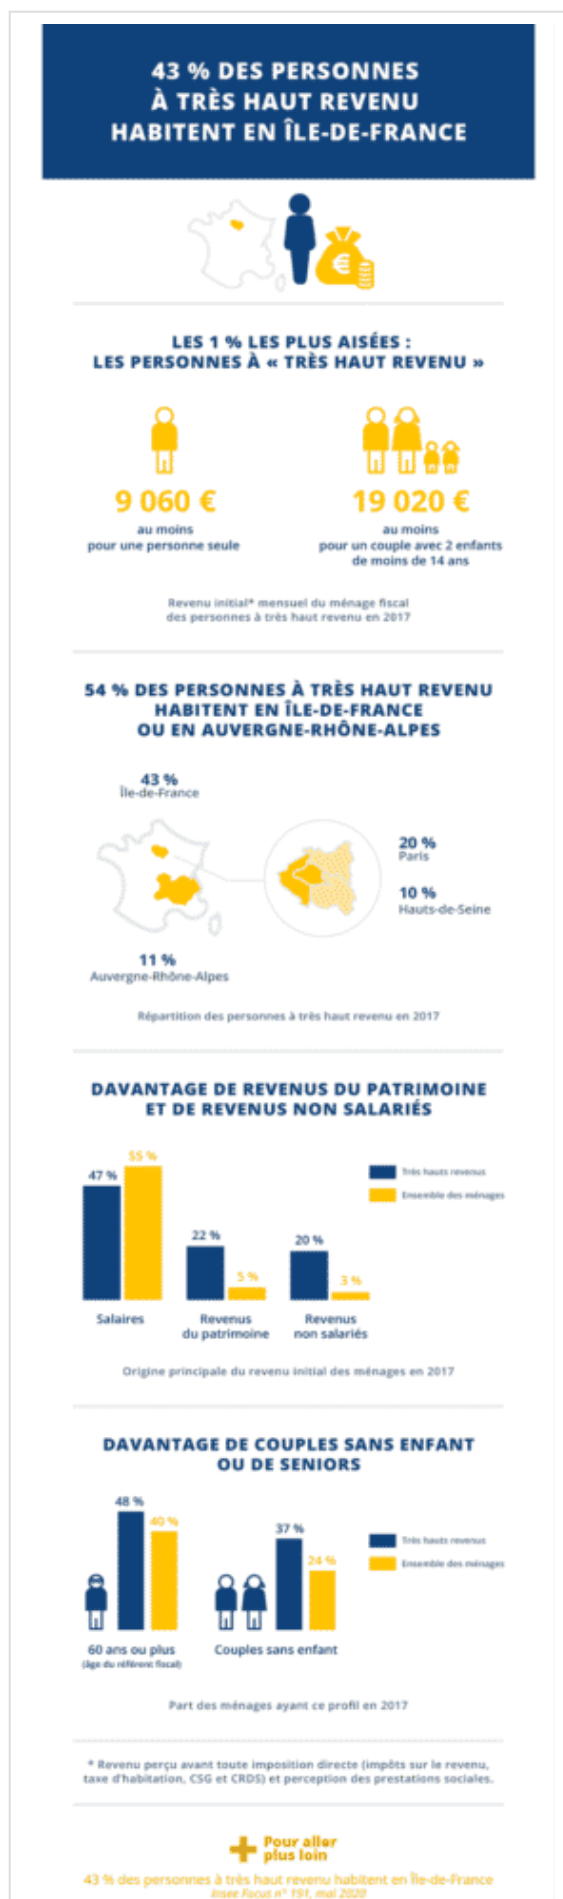 43 % DES PERSONNES
À TRÈS HAUT REVENU
HABITENT EN ÎLE-DE-FRANCE
€
LES 1 % LES PLUS AISÉES :
LES PERSONNES À « TRÈS HAUT REVENU »
9 060 €
au moins
pour une personne seule
19 020 €
au moins
pour un couple avec 2 enfants
de moins de 14 ans
Revenu initial* mensuel du ménage fiscal
des personnes à très haut revenu en 2017
54 % DES PERSONNES À TRÈS HAUT REVENU
HABITENT EN ÎLE-DE-FRANCE
OU EN AUVERGNE-RHÔNE-ALPES
43 %
Île-de-France
20 %
Paris
10 %
Hauts-de-Seine
11 %
Auvergne-Rhône-Alpes
Répartition des personnes à très haut revenu en 2017
DAVANTAGE DE REVENUS DU PATRIMOINE
ET DE REVENUS NON SALARIÉS
47 %
55 %
22 %
5 %
20 %
3 %
Très hauts revenus
Ensemble des ménages
Salaires
Revenus
du patrimoine
Revenus
non salariés
Origine principale du revenu initial des ménages en 2017
DAVANTAGE DE COUPLES SANS ENFANT
OU DE SENIORS
48 %
40 %
37 %
24 %
Très hauts revenus
Ensemble des ménages
60 ans ou plus
(âge du référent fiscal)
Couples sans enfant
Part des ménages ayant ce profil en 2017
* Revenu perçu avant toute imposition directe (impôts sur le revenu,
taxe d'habitation, CSG et CRDS) et perception des prestations sociales.
Pour aller
plus loin
43 % des personnes à très haut revenu habitent en Île-de-France
Insee Focus n° 191, mai 2020